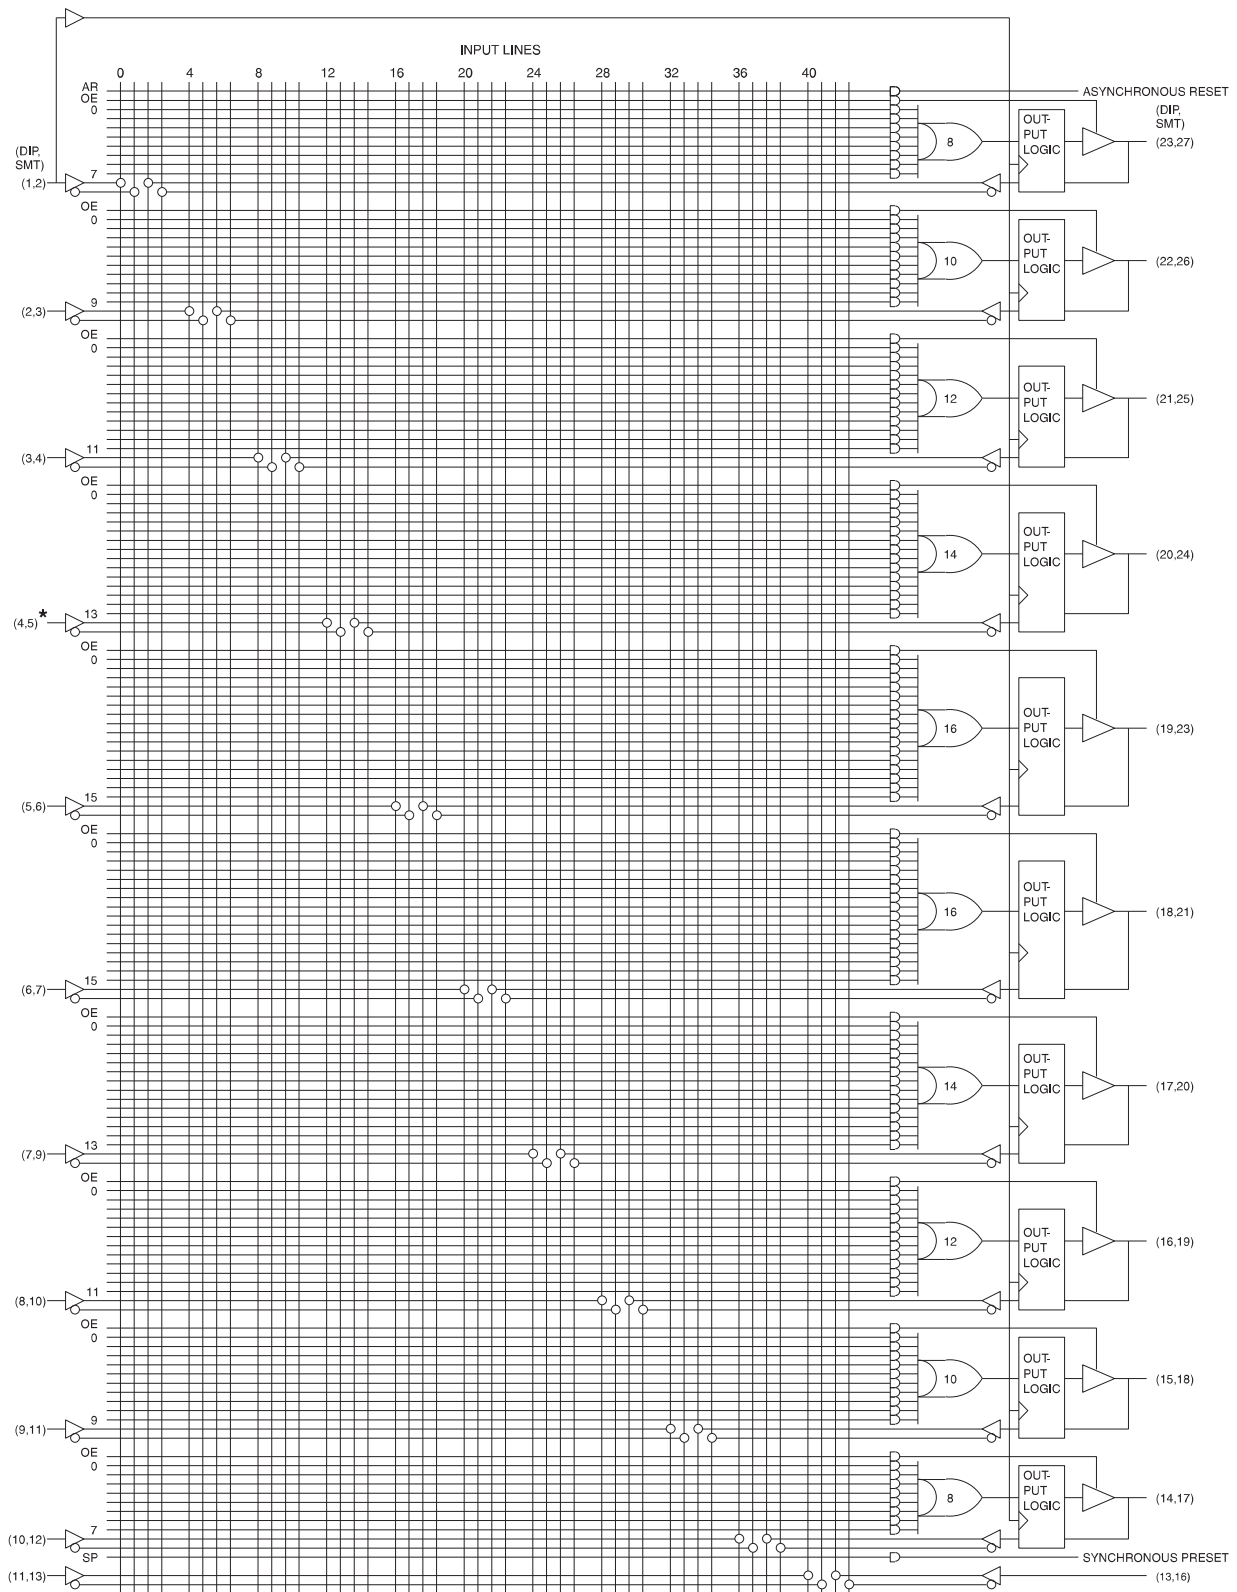 INPUT LINES
0 4 8 12 16 20 24 28 32 36 40
AR
ASYNCHRONOUS RESET
OE
0
(DIP,
SMT)
8
OUT-
PUT
LOGIC
(DIP,
SMT)
(23,27)
7
(1,2)
OE
0
10
OUT-
PUT
LOGIC
(22,26)
9
(2,3)
OE
0
12
OUT-
PUT
LOGIC
(21,25)
11
(3,4)
OE
0
14
OUT-
PUT
LOGIC
(20,24)
13
(4,5)*
OE
0
16
OUT-
PUT
LOGIC
(19,23)
15
(5,6)
OE
0
16
OUT-
PUT
LOGIC
(18,21)
15
(6,7)
OE
0
14
OUT-
PUT
LOGIC
(17,20)
13
(7,9)
OE
0
12
OUT-
PUT
LOGIC
(16,19)
11
(8,10)
OE
0
10
OUT-
PUT
LOGIC
(15,18)
9
(9,11)
OE
0
8
OUT-
PUT
LOGIC
(14,17)
7
(10,12)
SP
SYNCHRONOUS PRESET
(11,13)
(13,16)